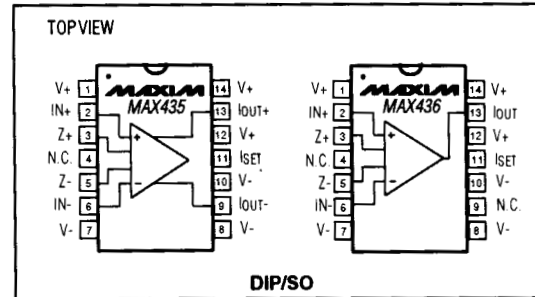 TOP VIEW
MAXIM MAXIM
MAX435 MAX436
V+ 1 14 V+ V+ 1 14 V+
IN+ 2 13 IOUT+ IN+ 2 13 IOUT
Z+ 3 + 12 V+ Z+ 3 + 12 V+
N.C. 4 11 ISET N.C. 4 11 ISET
Z- 5 - 10 V- Z- 5 - 10 V-
IN- 6 9 IOUT- IN- 6 9 N.C.
V- 7 8 V- V- 7 8 V-
DIP/SO